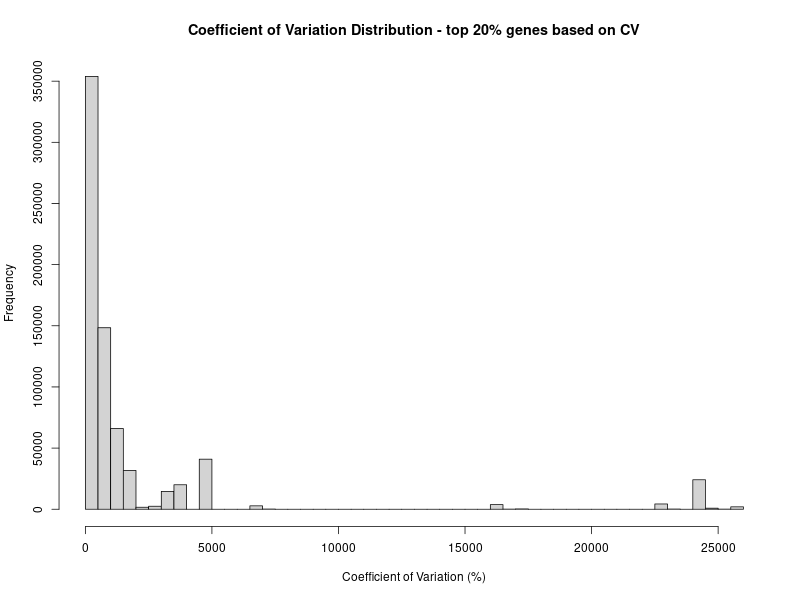 Coefficient of Variation Distribution - top 20% genes based on CV
Frequency
350000
300000
250000
200000
150000
100000
50000
0
0 5000 10000 15000 20000 25000
Coefficient of Variation (%)